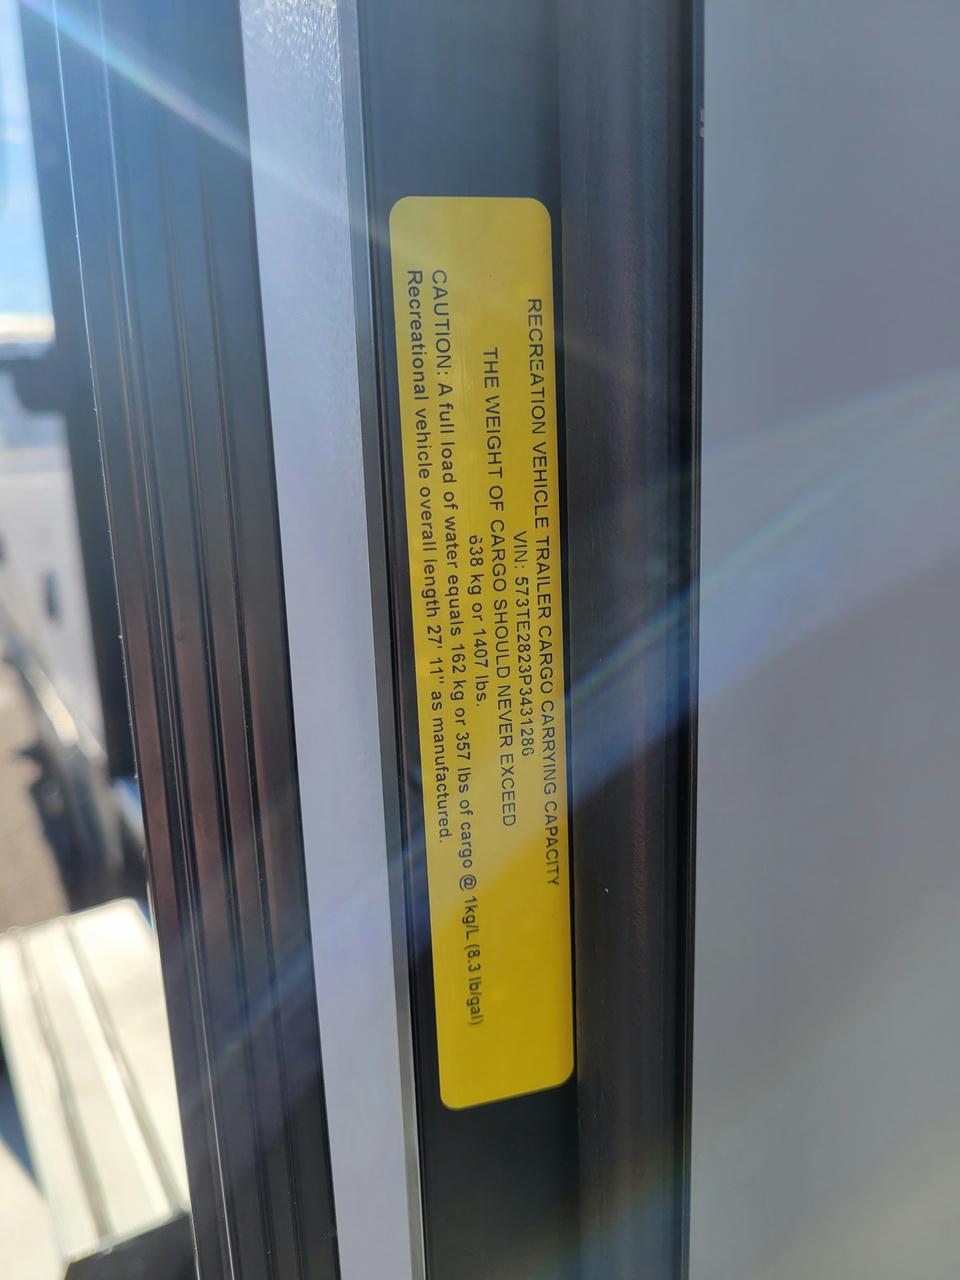 RECREATION VEHICLE TRAILER CARGO CARRYING CAPACITY
VIN: 573TE2823P3431286
THE WEIGHT OF CARGO SHOULD NEVER EXCEED
638 kg or 1407 lbs.
CAUTION: A full load of water equals 162 kg or 357 lbs of cargo @ 1kg/L (8.3 lb/gal)
Recreational vehicle overall length 27' 11" as manufactured.